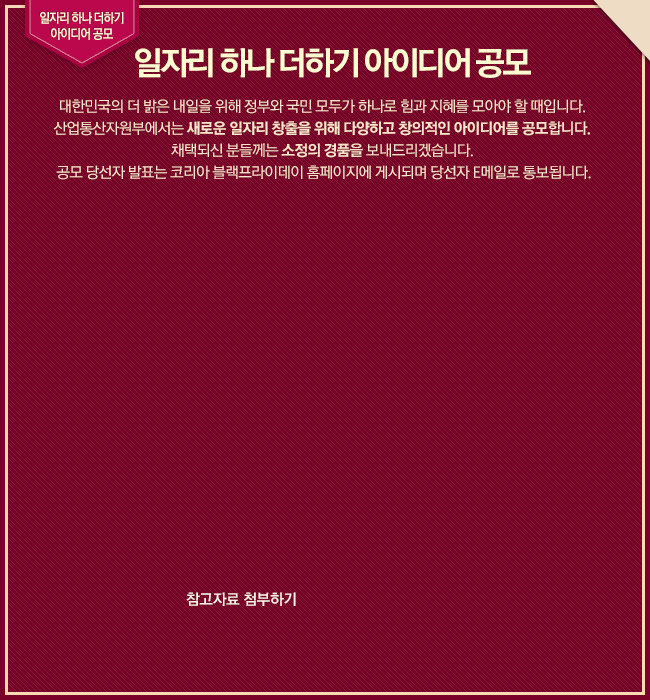 일자리 하나 더하기
아이디어 공모
일자리 하나 더하기 아이디어 공모
대한민국의 더 밝은 내일을 위해 정부와 국민 모두가 하나로 힘과 지혜를 모아야 할 때입니다.
산업통산자원부에서는 새로운 일자리 창출을 위해 다양하고 창의적인 아이디어를 공모합니다.
채택되신 분들께는 소정의 경품을 보내드리겠습니다.
공모 당선자 발표는 코리아 블랙프라이데이 홈페이지에 게시되며 당선자 E메일로 통보됩니다.
참고자료 첨부하기